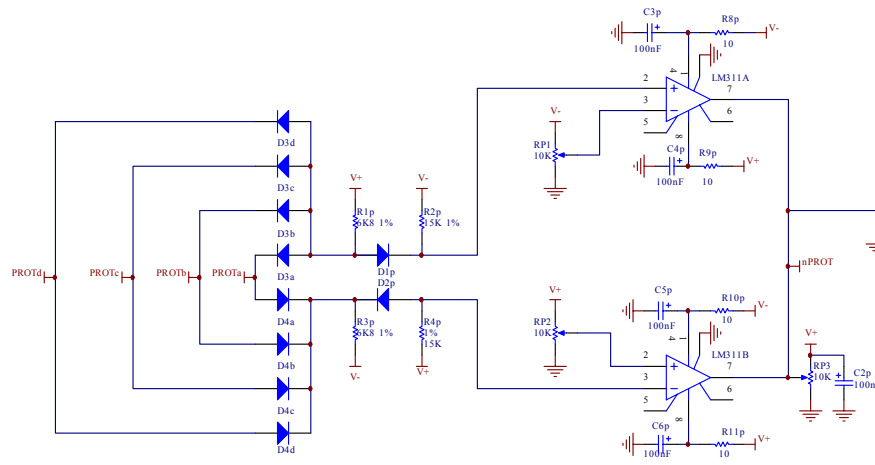 C3p
100nF
R8p
10
V-
4
1
LM311A
2
3
5
7
6
8
C4p
100nF
R9p
10
V+
V-
RP1
10K
D3d
D3c
D3b
D3a
D4a
D4b
D4c
D4d
PROTd
PROTc
PROTb
PROTa
V+
R1p
6K8 1%
V-
R2p
15K 1%
D1p
D2p
R3p
6K8 1%
V-
R4p
1%
15K
V+
V+
RP2
10K
C5p
100nF
R10p
10
V-
4
1
LM311B
2
3
5
7
6
8
C6p
100nF
R11p
10
V+
nPROT
V+
RP3
10K
C2p
100n